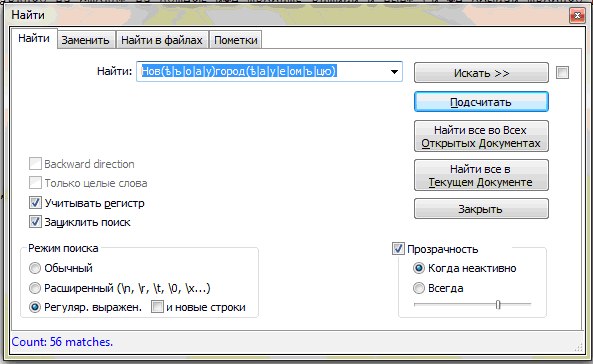 Найти
Найти
Заменить
Найти в файлах
Пометки
Найти:
Нов(ѣ|ъ|о|а|у)город(ѣ|а|у|е|ом|ъ|цю)
Искать >>
Подсчитать
Найти все во Всех
Открытых Документах
Найти все в
Текущем Документе
Закрыть
Backward direction
Только целые слова
Учитывать регистр
Зациклить поиск
Режим поиска
Обычный
Расширенный (\n, \r, \t, \0, \x...)
Регуляр. выражен.
и новые строки
Прозрачность
Когда неактивно
Всегда
Count: 56 matches.